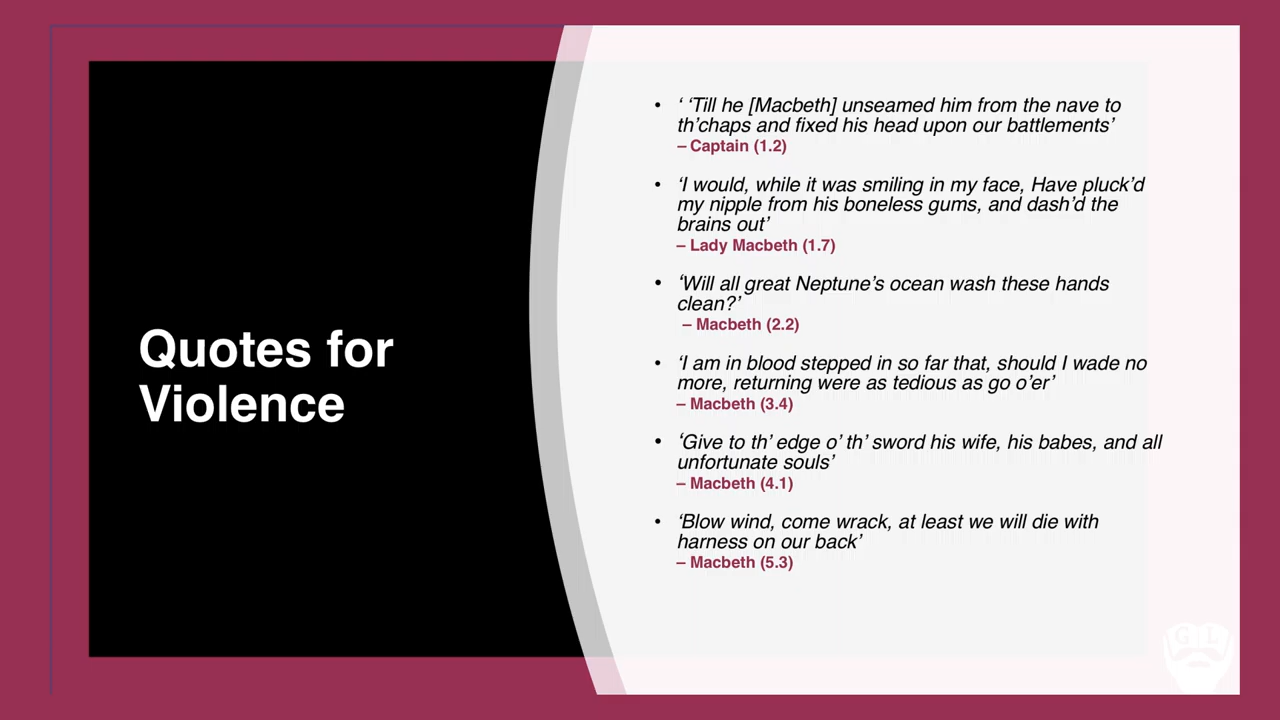 Quotes for
Violence
• ‘ ‘Till he [Macbeth] unseamed him from the nave to
th’chaps and fixed his head upon our battlements’
– Captain (1.2)
• ‘I would, while it was smiling in my face, Have pluck’d
my nipple from his boneless gums, and dash’d the
brains out’
– Lady Macbeth (1.7)
• ‘Will all great Neptune’s ocean wash these hands
clean?’
– Macbeth (2.2)
• ‘I am in blood stepped in so far that, should I wade no
more, returning were as tedious as go o’er’
– Macbeth (3.4)
• ‘Give to th’ edge o’ th’ sword his wife, his babes, and all
unfortunate souls’
– Macbeth (4.1)
• ‘Blow wind, come wrack, at least we will die with
harness on our back’
– Macbeth (5.3)
G L